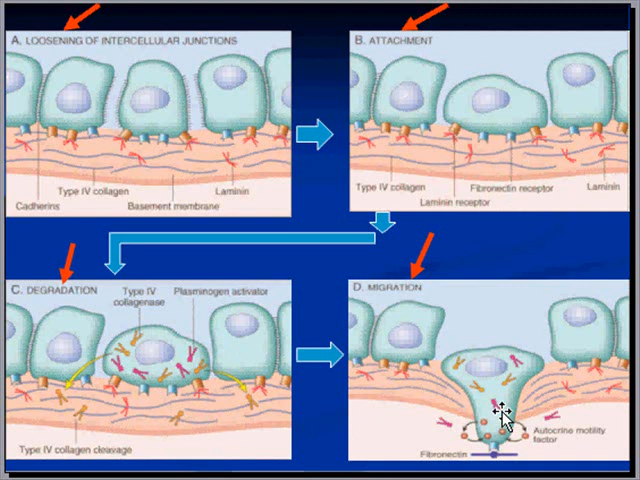 A. LOOSENING OF INTERCELLULAR JUNCTIONS
Type IV collagen
Laminin
Cadherins
Basement membrane
B. ATTACHMENT
Type IV collagen
Fibronectin receptor
Laminin
Laminin receptor
C. DEGRADATION
Type IV
collagenase
Plasminogen activator
Type IV collagen cleavage
D. MIGRATION
Autocrine motility
factor
Fibronectin